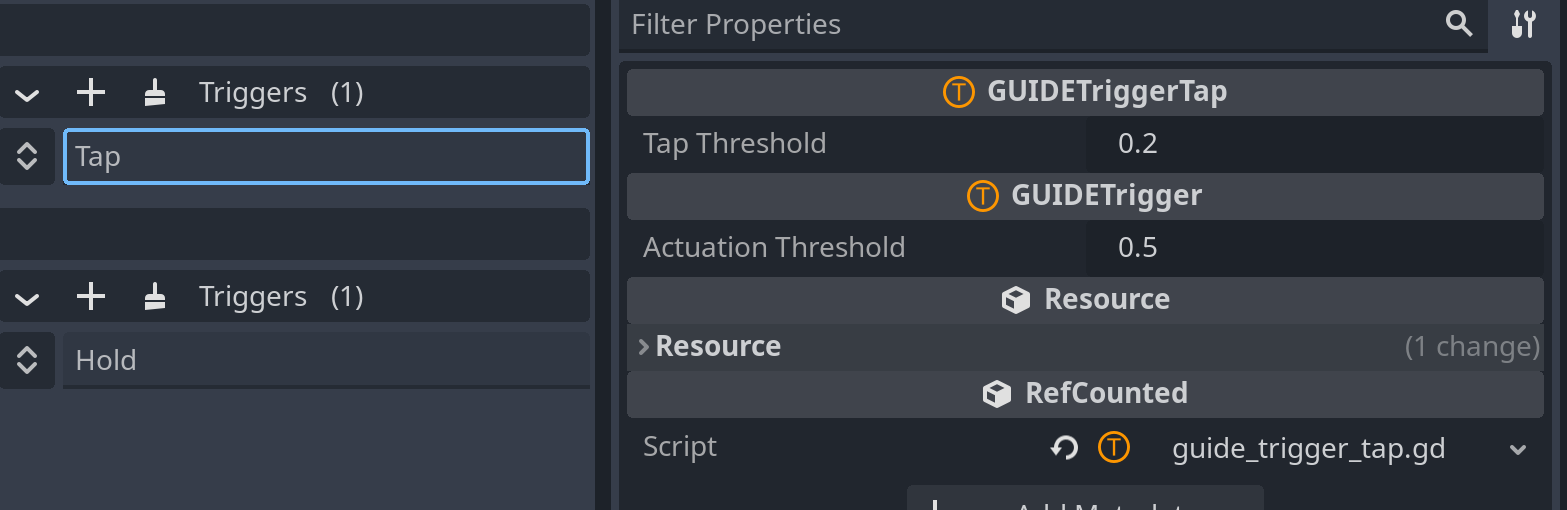 Triggers (1)
Tap
Triggers (1)
Hold
Filter Properties
GUIDETriggerTap
Tap Threshold 0.2
GUIDETrigger
Actuation Threshold 0.5
Resource
Resource (1 change)
RefCounted
Script guide_trigger_tap.gd